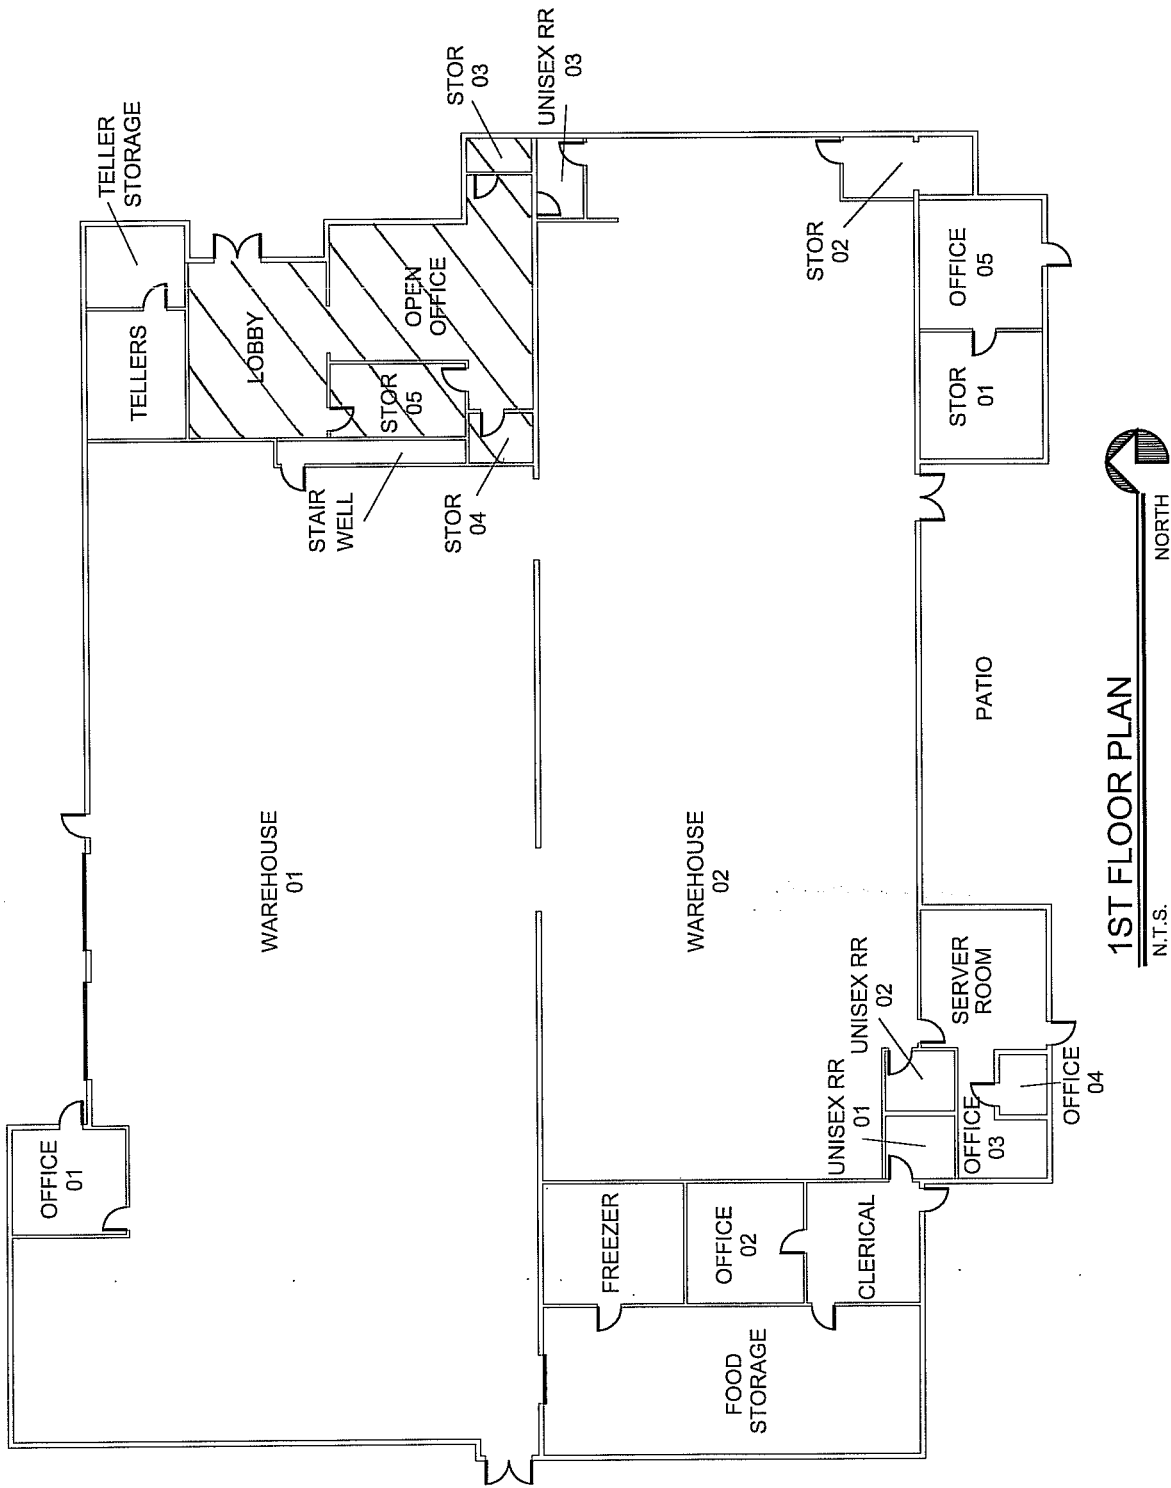 OFFICE
01
WAREHOUSE
01
TELLERS
TELLER
STORAGE
LOBBY
STAIR
WELL
STOR
05
OPEN
OFFICE
STOR
04
STOR
03
UNISEX RR
03
FREEZER
OFFICE
02
FOOD
STORAGE
CLERICAL
WAREHOUSE
02
UNISEX RR
01
UNISEX RR
02
STOR
02
OFFICE
03
SERVER
ROOM
OFFICE
04
PATIO
STOR
01
OFFICE
05
1ST FLOOR PLAN
N.T.S.
NORTH